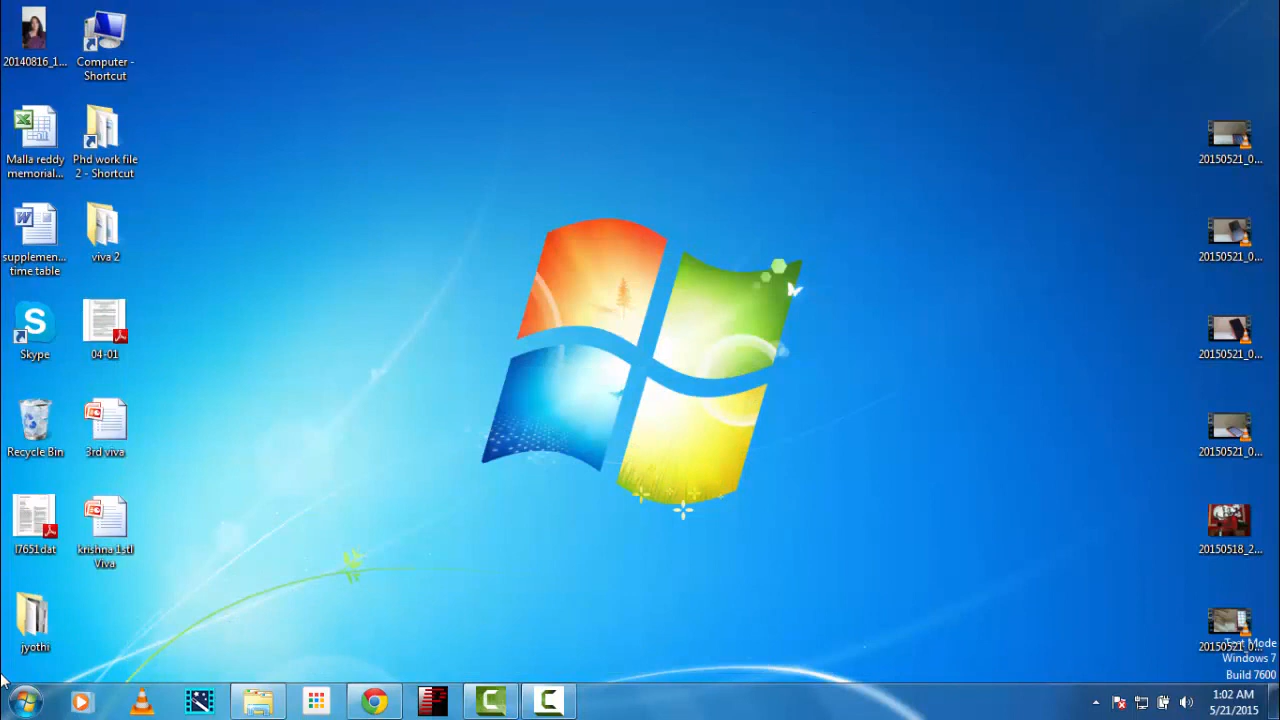 20140816_1...
Computer -
Shortcut
Malla reddy
memorial...
Phd work file
2 - Shortcut
supplemen...
time table
viva 2
Skype
04-01
Recycle Bin
3rd viva
l7651dat
krishna 1stl
Viva
jyothi
20150521_0...
20150521_0...
20150521_0...
20150521_0...
20150518_2...
20150521_0...
Test Mode
Windows 7
Build 7600
1:02 AM
5/21/2015